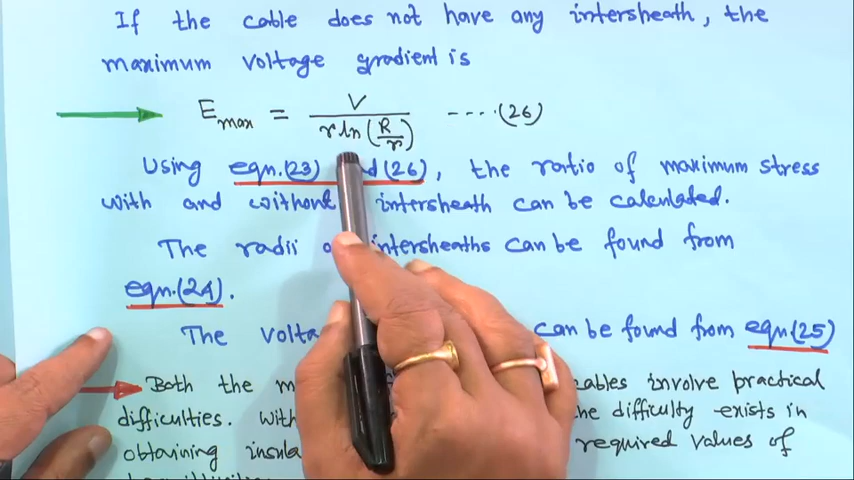 If the cable does not have any intersheath, the
maximum voltage gradient is
E_max = V / (r ln(R/r)) ----(26)
Using eqn.(23) and (26), the ratio of maximum stress
with and without intersheath can be calculated.
The radii intersheaths can be found from
eqn.(24).
The can be found from eqn(25)
Both the cables involve practical
difficulties. the difficulty exists in
obtaining required values of